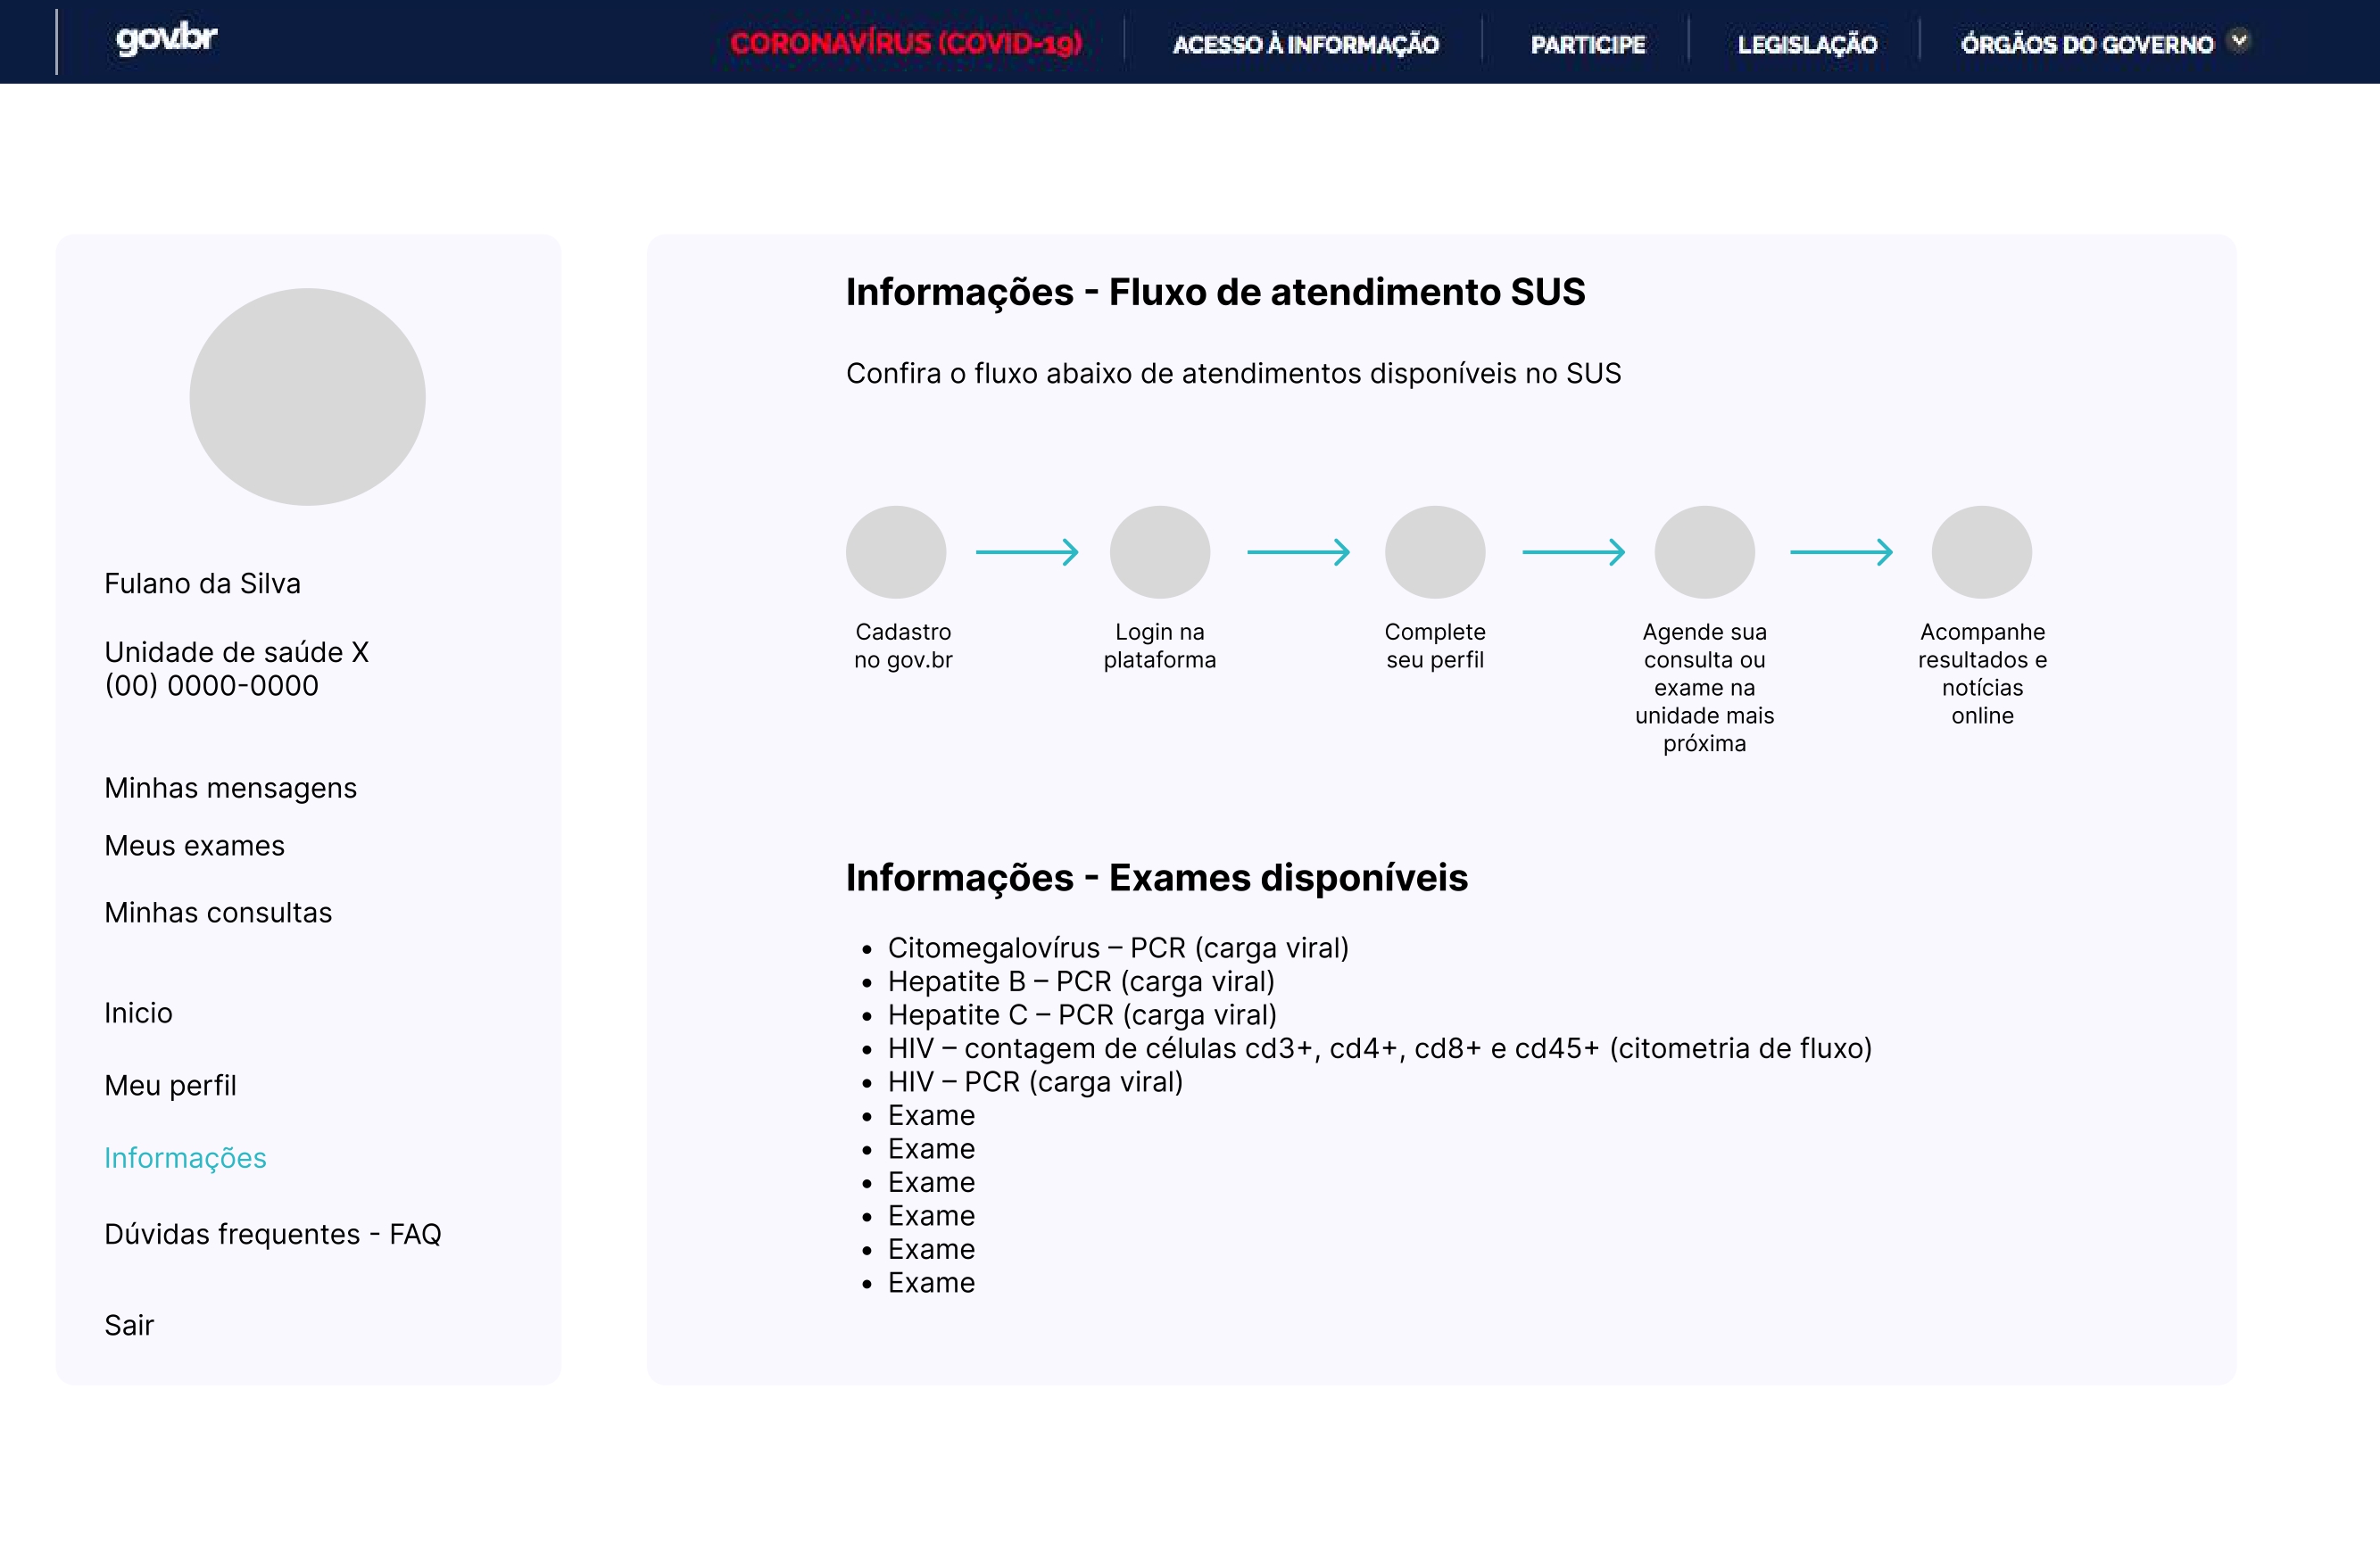 gov.br
CORONAVÍRUS (COVID-19)
ACESSO À INFORMAÇÃO
PARTICIPE
LEGISLAÇÃO
ÓRGÃOS DO GOVERNO
Fulano da Silva
Unidade de saúde X
(00) 0000-0000
Minhas mensagens
Meus exames
Minhas consultas
Inicio
Meu perfil
Informações
Dúvidas frequentes - FAQ
Sair
Informações - Fluxo de atendimento SUS
Confira o fluxo abaixo de atendimentos disponíveis no SUS
Cadastro
no gov.br
Login na
plataforma
Complete
seu perfil
Agende sua
consulta ou
exame na
unidade mais
próxima
Acompanhe
resultados e
notícias
online
Informações - Exames disponíveis
• Citomegalovírus – PCR (carga viral)
• Hepatite B – PCR (carga viral)
• Hepatite C – PCR (carga viral)
• HIV – contagem de células cd3+, cd4+, cd8+ e cd45+ (citometria de fluxo)
• HIV – PCR (carga viral)
• Exame
• Exame
• Exame
• Exame
• Exame
• Exame